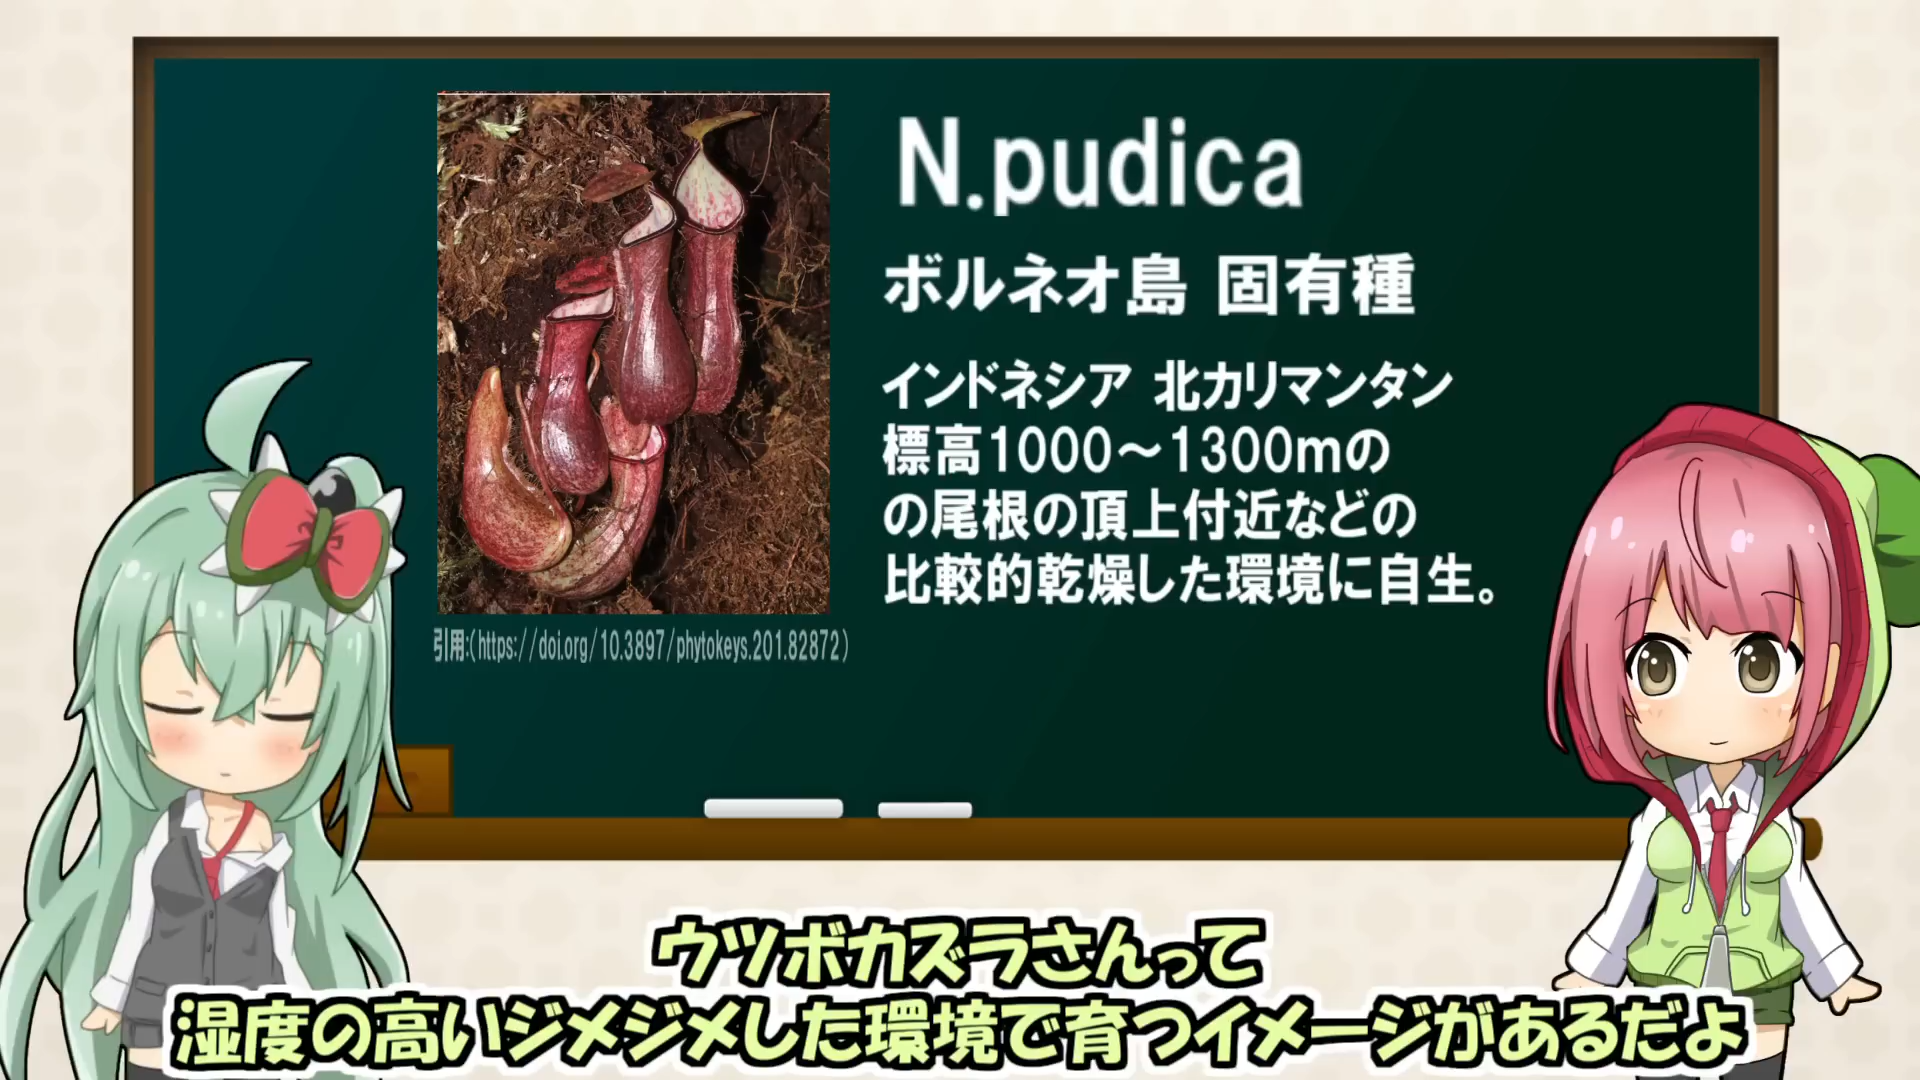 N.pudica
ボルネオ島 固有種
インドネシア 北カリマンタン
標高1000～1300mの
の尾根の頂上付近などの
比較的乾燥した環境に自生。
引用:(https://doi.org/10.3897/phytokeys.201.82872)
ウツボカズラさんって
湿度の高いジメジメした環境で育つイメージがあるだよ